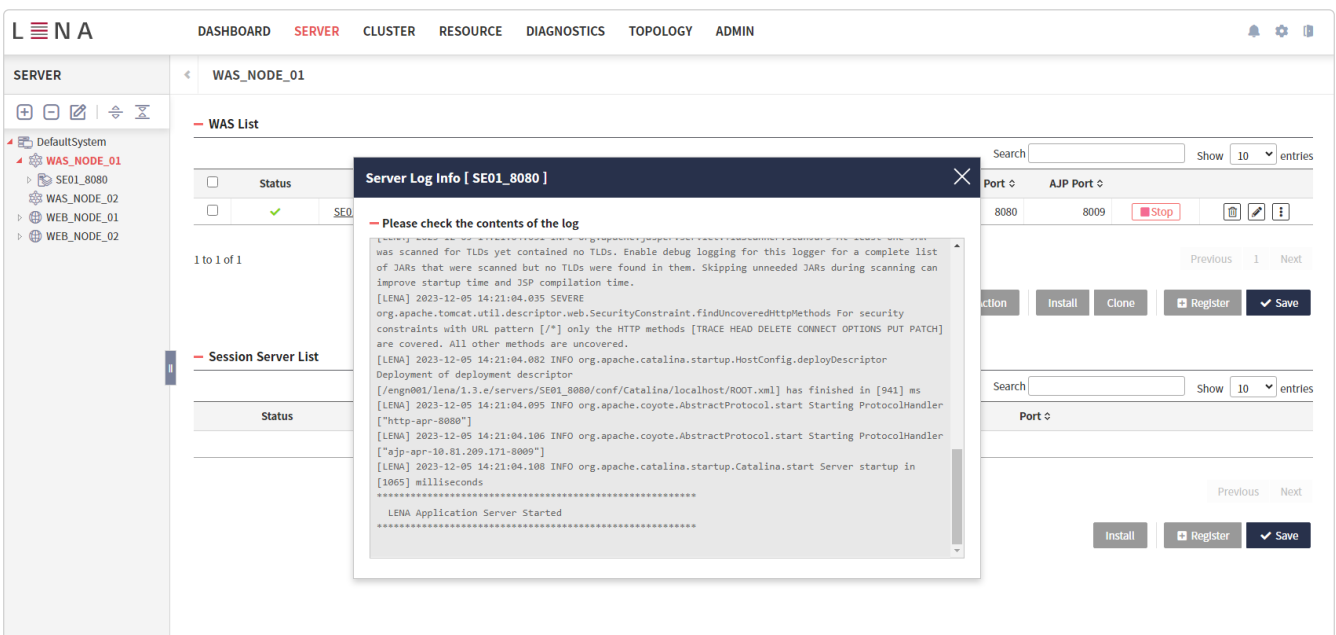 LENA
DASHBOARD SERVER CLUSTER RESOURCE DIAGNOSTICS TOPOLOGY ADMIN
SERVER
WAS_NODE_01
DefaultSystem
WAS_NODE_01
SE01_8080
WAS_NODE_02
WEB_NODE_01
WEB_NODE_02
WAS List
Search Show 10 entries
Status Port AJP Port
SE0 8080 8009 Stop
1 to 1 of 1
Previous 1 Next
ction Install Clone Register Save
Session Server List
Search Show 10 entries
Status Port
Previous Next
Install Register Save
Server Log Info [ SE01_8080 ]
Please check the contents of the log
was scanned for TLDs yet contained no TLDs. Enable debug logging for this logger for a complete list
of JARs that were scanned but no TLDs were found in them. Skipping unneeded JARs during scanning can
improve startup time and JSP compilation time.
[LENA] 2023-12-05 14:21:04.035 SEVERE
org.apache.tomcat.util.descriptor.web.SecurityConstraint.findUncoveredHttpMethods For security
constraints with URL pattern [/*] only the HTTP methods [TRACE HEAD DELETE CONNECT OPTIONS PUT PATCH]
are covered. All other methods are uncovered.
[LENA] 2023-12-05 14:21:04.082 INFO org.apache.catalina.startup.HostConfig.deployDescriptor
Deployment of deployment descriptor
[/engn001/lena/1.3.e/servers/SE01_8080/conf/Catalina/localhost/ROOT.xml] has finished in [941] ms
[LENA] 2023-12-05 14:21:04.095 INFO org.apache.coyote.AbstractProtocol.start Starting ProtocolHandler
["http-apr-8080"]
[LENA] 2023-12-05 14:21:04.106 INFO org.apache.coyote.AbstractProtocol.start Starting ProtocolHandler
["ajp-apr-10.81.209.171-8009"]
[LENA] 2023-12-05 14:21:04.108 INFO org.apache.catalina.startup.Catalina.start Server startup in
[1065] milliseconds
*********************************************************
LENA Application Server Started
*********************************************************